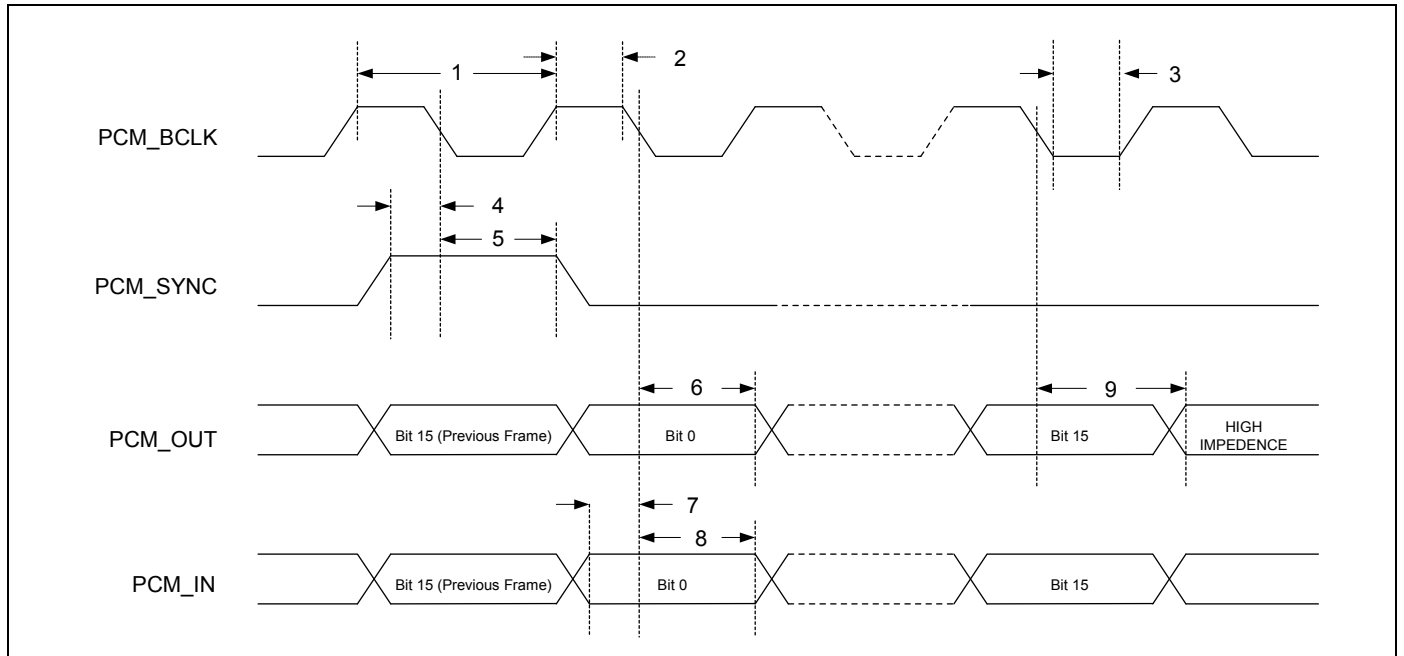 1
2
3
PCM_BCLK
4
5
PCM_SYNC
6
9
PCM_OUT
Bit 15 (Previous Frame)
Bit 0
Bit 15
HIGH
IMPEDENCE
7
8
PCM_IN
Bit 15 (Previous Frame)
Bit 0
Bit 15